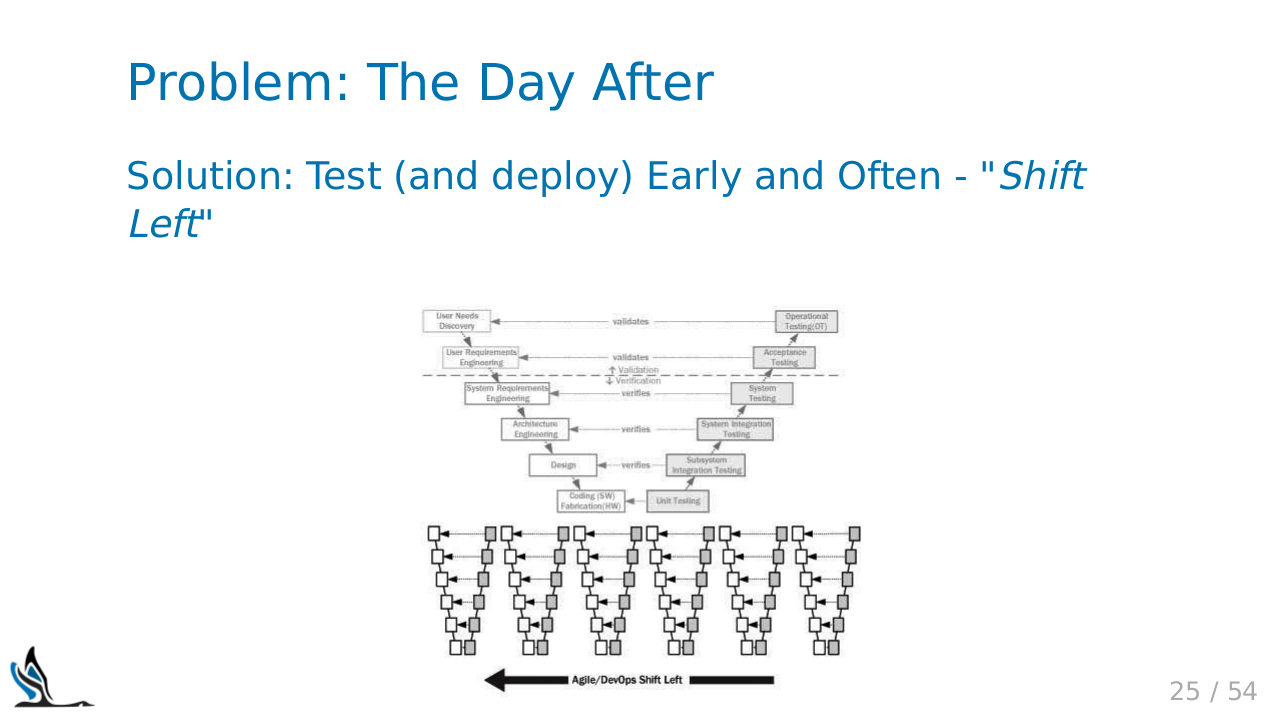 Problem: The Day After
Solution: Test (and deploy) Early and Often - "Shift
Left"
User Needs
Discovery
validates
Operational
Testing(OT)
User Requirements
Engineering
validates
Acceptance
Testing
↑ Validation
↓ Verification
System Requirements
Engineering
verifies
System
Testing
Architecture
Engineering
verifies
System Integration
Testing
Design
verifies
Subsystem
Integration Testing
Coding (SW)
Fabrication(HW)
Unit Testing
Agile/DevOps Shift Left
25 / 54